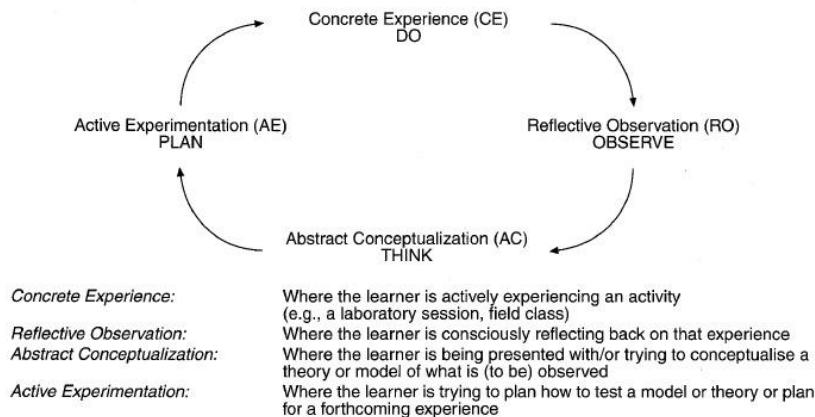 Concrete Experience (CE)
DO
Active Experimentation (AE)
PLAN
Reflective Observation (RO)
OBSERVE
Abstract Conceptualization (AC)
THINK
Concrete Experience: Where the learner is actively experiencing an activity
(e.g., a laboratory session, field class)
Reflective Observation: Where the learner is consciously reflecting back on that experience
Abstract Conceptualization: Where the learner is being presented with/or trying to conceptualise a
theory or model of what is (to be) observed
Active Experimentation: Where the learner is trying to plan how to test a model or theory or plan
for a forthcoming experience